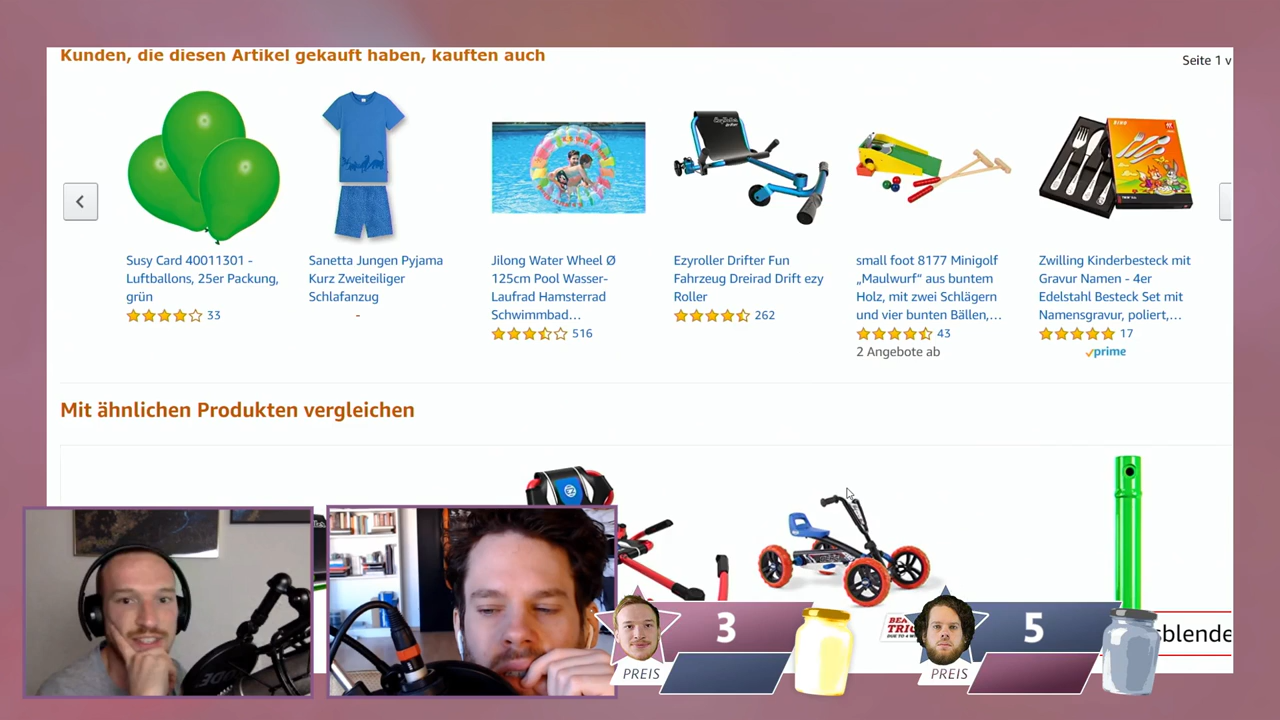 Kunden, die diesen Artikel gekauft haben, kauften auch
Seite 1 v
Susy Card 40011301 -
Luftballons, 25er Packung,
grün
33
Sanetta Jungen Pyjama
Kurz Zweiteiliger
Schlafanzug
-
Jilong Water Wheel Ø
125cm Pool Wasser-
Laufrad Hamsterrad
Schwimmbad…
516
Ezyroller Drifter Fun
Fahrzeug Dreirad Drift ezy
Roller
262
small foot 8177 Minigolf
„Maulwurf“ aus buntem
Holz, mit zwei Schlägern
und vier bunten Bällen,…
43
2 Angebote ab
Zwilling Kinderbesteck mit
Gravur Namen - 4er
Edelstahl Besteck Set mit
Namensgravur, poliert,…
17
prime
Mit ähnlichen Produkten vergleichen
3
PREIS
5
PREIS
sblende